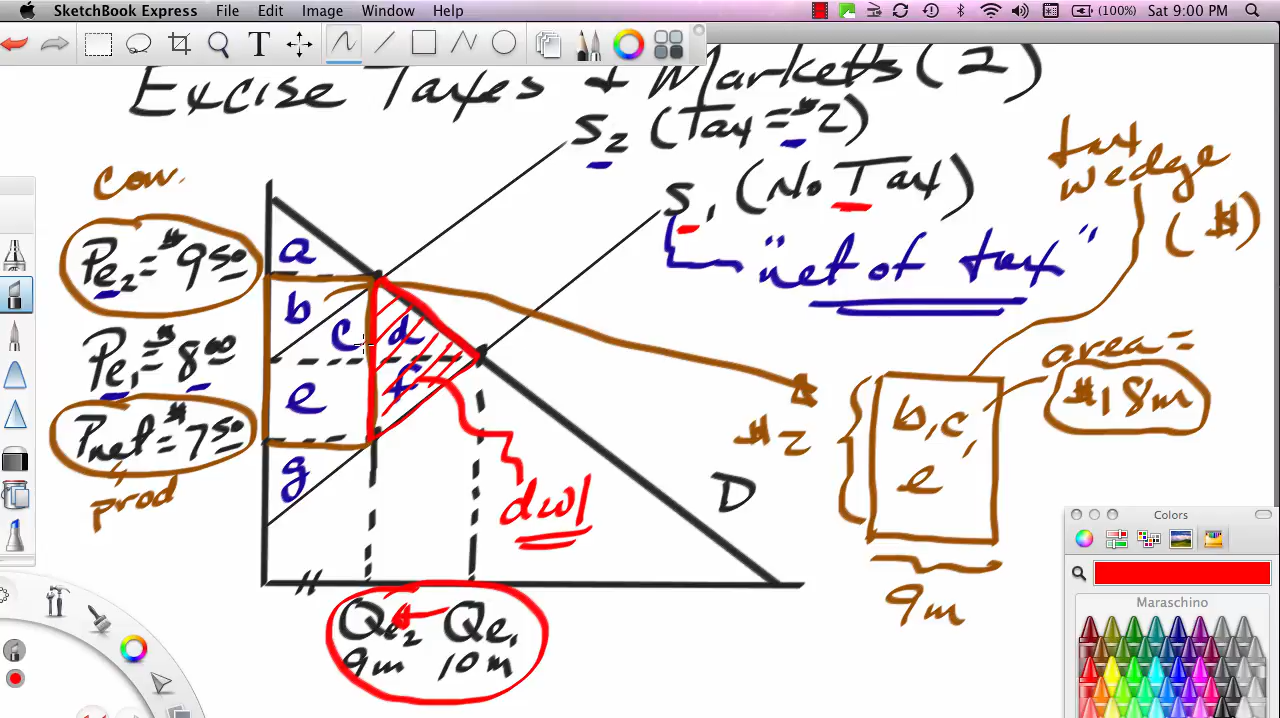 SketchBook Express File Edit Image Window Help (100%) Sat 9:00 PM
T
Excise Taxes & Markets (2)
S2 (Tax = $2)
S1 (No Tax)
"net of tax"
tax
wedge
($)
con.
Pe2 = $9 50
Pe1 = $8 00
Pnet = $7 50
prod
a
b
c
d
e
f
g
dwl
D
$2
b, c,
e
9m
area =
$18m
Qe2 Qe1
9m 10m
Colors
Maraschino